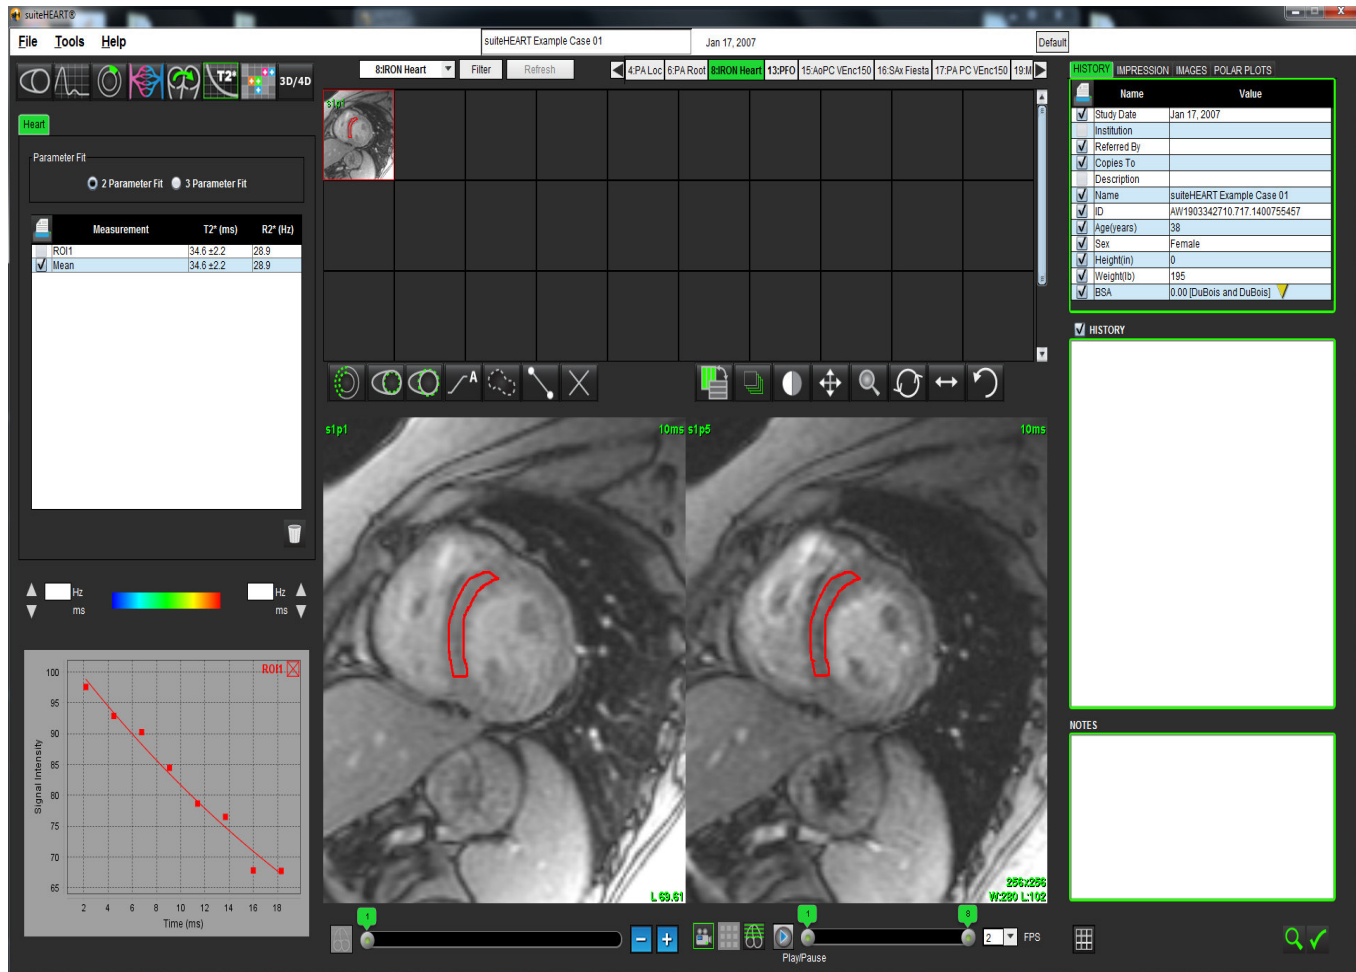 suiteHEART®
File Tools Help
suiteHEART Example Case 01
Jan 17, 2007
Default
T2*
3D/4D
8:IRON Heart
Filter
Refresh
4:PA Loc 6:PA Root 8:IRON Heart 13:PFO 15:AoPC VEnc150 16:SAx Fiesta 17:PA PC VEnc150 19:M
HISTORY IMPRESSION IMAGES POLAR PLOTS
Heart
Parameter Fit
2 Parameter Fit 3 Parameter Fit
Measurement T2* (ms) R2* (Hz)
ROI1 34.6 ±2.2 28.9
Mean 34.6 ±2.2 28.9
s1p1
Name Value
Study Date Jan 17, 2007
Institution
Referred By
Copies To
Description
Name suiteHEART Example Case 01
ID AW1903342710.717.1400755457
Age(years) 38
Sex Female
Height(in) 0
Weight(lb) 195
BSA 0.00 [DuBois and DuBois]
HISTORY
A
s1p1 10ms
s1p5 10ms
Hz Hz
ms ms
ROI1
100
95
90
85
80
75
70
65
Signal Intensity
2 4 6 8 10 12 14 16 18
Time (ms)
L 69.61
256x256
W:280 L:102
NOTES
1
1 8
Play/Pause
2 FPS